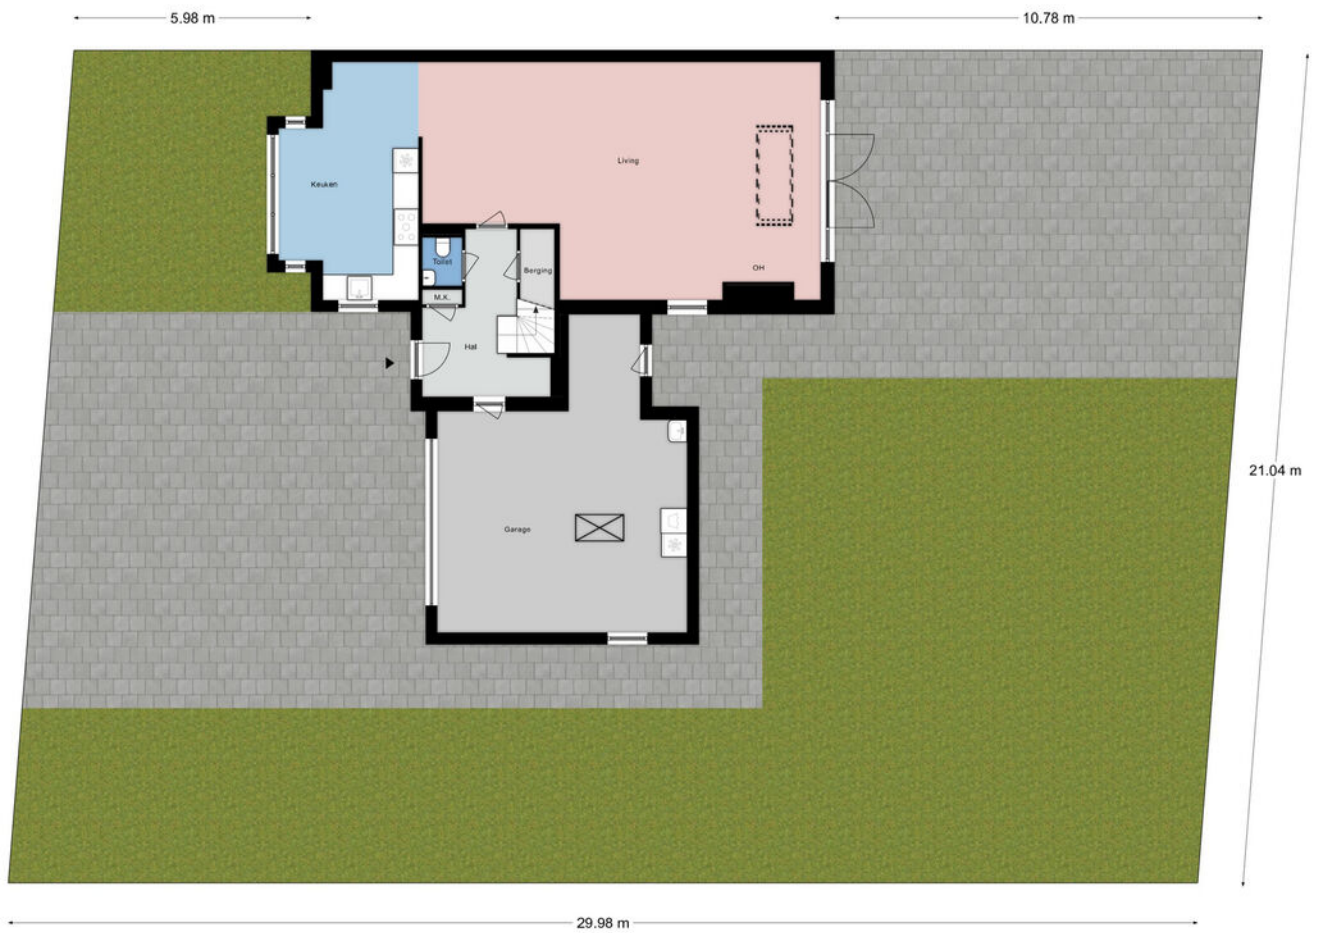 5.98 m
10.78 m
Living
Keuken
Toilet
Berging
OH
M.K.
Hal
21.04 m
Garage
29.98 m